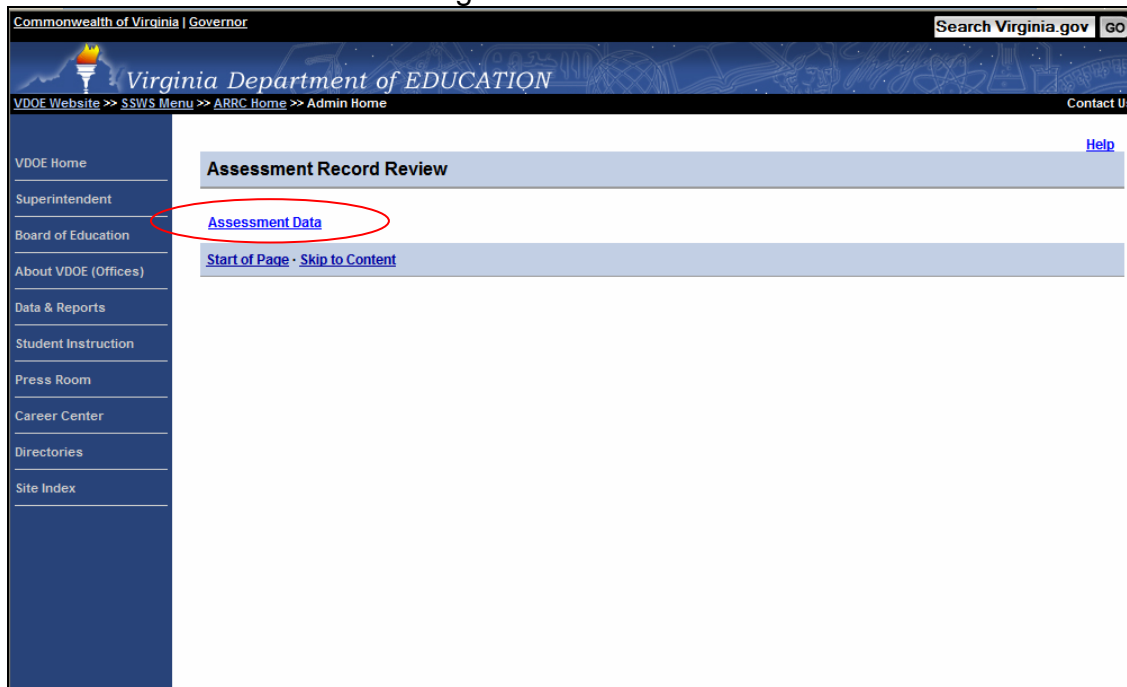 Commonwealth of Virginia | Governor
Search Virginia.gov GO
Virginia Department of EDUCATION
VDOE Website >> SSWS Menu >> ARRC Home >> Admin Home
Contact
Help
VDOE Home
Assessment Record Review
Superintendent
Assessment Data
Board of Education
Start of Page · Skip to Content
About VDOE (Offices)
Data & Reports
Student Instruction
Press Room
Career Center
Directories
Site Index